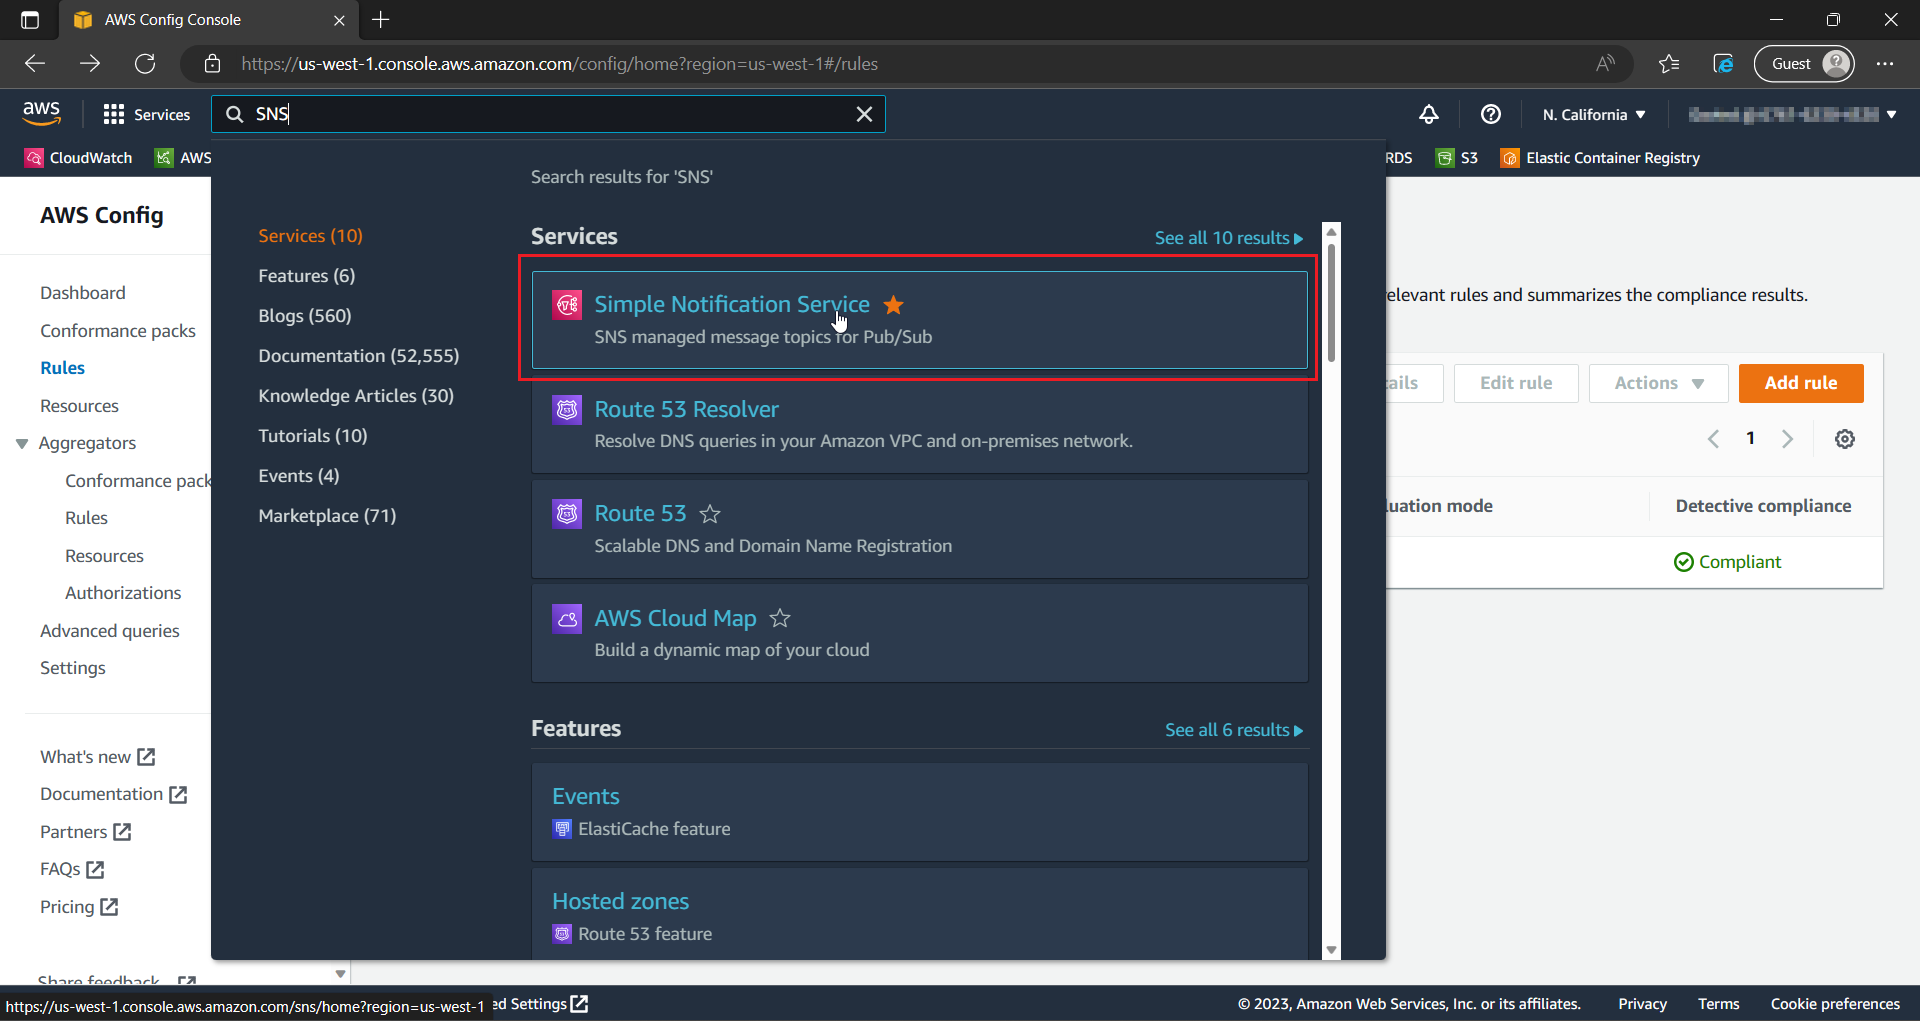 AWS Config Console
https://us-west-1.console.aws.amazon.com/config/home?region=us-west-1#/rules
Guest
aws
Services
SNS
N. California
CloudWatch
AWS
RDS
S3
Elastic Container Registry
AWS Config
Dashboard
Conformance packs
Rules
Resources
Aggregators
Conformance pack
Rules
Resources
Authorizations
Advanced queries
Settings
What's new
Documentation
Partners
FAQs
Pricing
Share feedback
Search results for 'SNS'
Services (10)
Features (6)
Blogs (560)
Documentation (52,555)
Knowledge Articles (30)
Tutorials (10)
Events (4)
Marketplace (71)
Services
See all 10 results
Simple Notification Service
SNS managed message topics for Pub/Sub
Route 53 Resolver
Resolve DNS queries in your Amazon VPC and on-premises network.
Route 53
Scalable DNS and Domain Name Registration
AWS Cloud Map
Build a dynamic map of your cloud
Features
See all 6 results
Events
ElastiCache feature
Hosted zones
Route 53 feature
elevant rules and summarizes the compliance results.
ails
Edit rule
Actions
Add rule
1
luation mode
Detective compliance
Compliant
https://us-west-1.console.aws.amazon.com/sns/home?region=us-west-1
ed Settings
© 2023, Amazon Web Services, Inc. or its affiliates.
Privacy
Terms
Cookie preferences